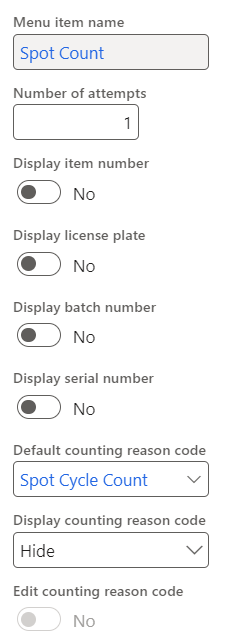 Menu item name
Spot Count
Number of attempts
1
Display item number
No
Display license plate
No
Display batch number
No
Display serial number
No
Default counting reason code
Spot Cycle Count
Display counting reason code
Hide
Edit counting reason code
No